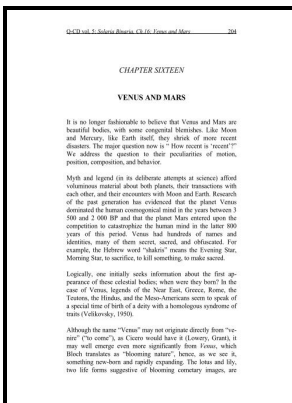 Q-CD vol. 5: Solaria Binaria, Ch. 16: Venus and Mars 204
CHAPTER SIXTEEN
VENUS AND MARS
It is no longer fashionable to believe that Venus and Mars are
beautiful bodies, with some congenital blemishes. Like Moon
and Mercury, like Earth itself, they shriek of more recent
disasters. The major question now is " How recent is 'recent'?"
We address the question to their peculiarities of motion,
position, composition, and behavior.
Myth and legend (in its deliberate attempts at science) afford
voluminous material about both planets, their transactions with
each other, and their encounters with Moon and Earth. Research
of the past generation has evidenced that the planet Venus
dominated the human cosmogonical mind in the years between 3
500 and 2 000 BP and that the planet Mars entered upon the
competition to catastrophize the human mind in the latter 800
years of this period. Venus had hundreds of names and
identities, many of them secret, sacred, and obfuscated. For
example, the Hebrew word "shakris" means the Evening Star,
Morning Star, to sacrifice, to kill something, to make sacred.
Logically, one initially seeks information about the first ap-
pearance of these celestial bodies; when were they born? In the
case of Venus, legends of the Near East, Greece, Rome, the
Teutons, the Hindus, and the Meso-Americans seem to speak of
a special time of birth of a deity with a homologous syndrome of
traits (Velikovsky, 1950).
Although the name "Venus" may not originate directly from "ve-
nire" ("to come"), as Cicero would have it (Lowery, Grant), it
may well emerge even more significantly from Venus, which
Bloch translates as "blooming nature", hence, as we see it,
something new-born and rapidly expanding. The lotus and lily,
two life forms suggestive of blooming cometary images, are